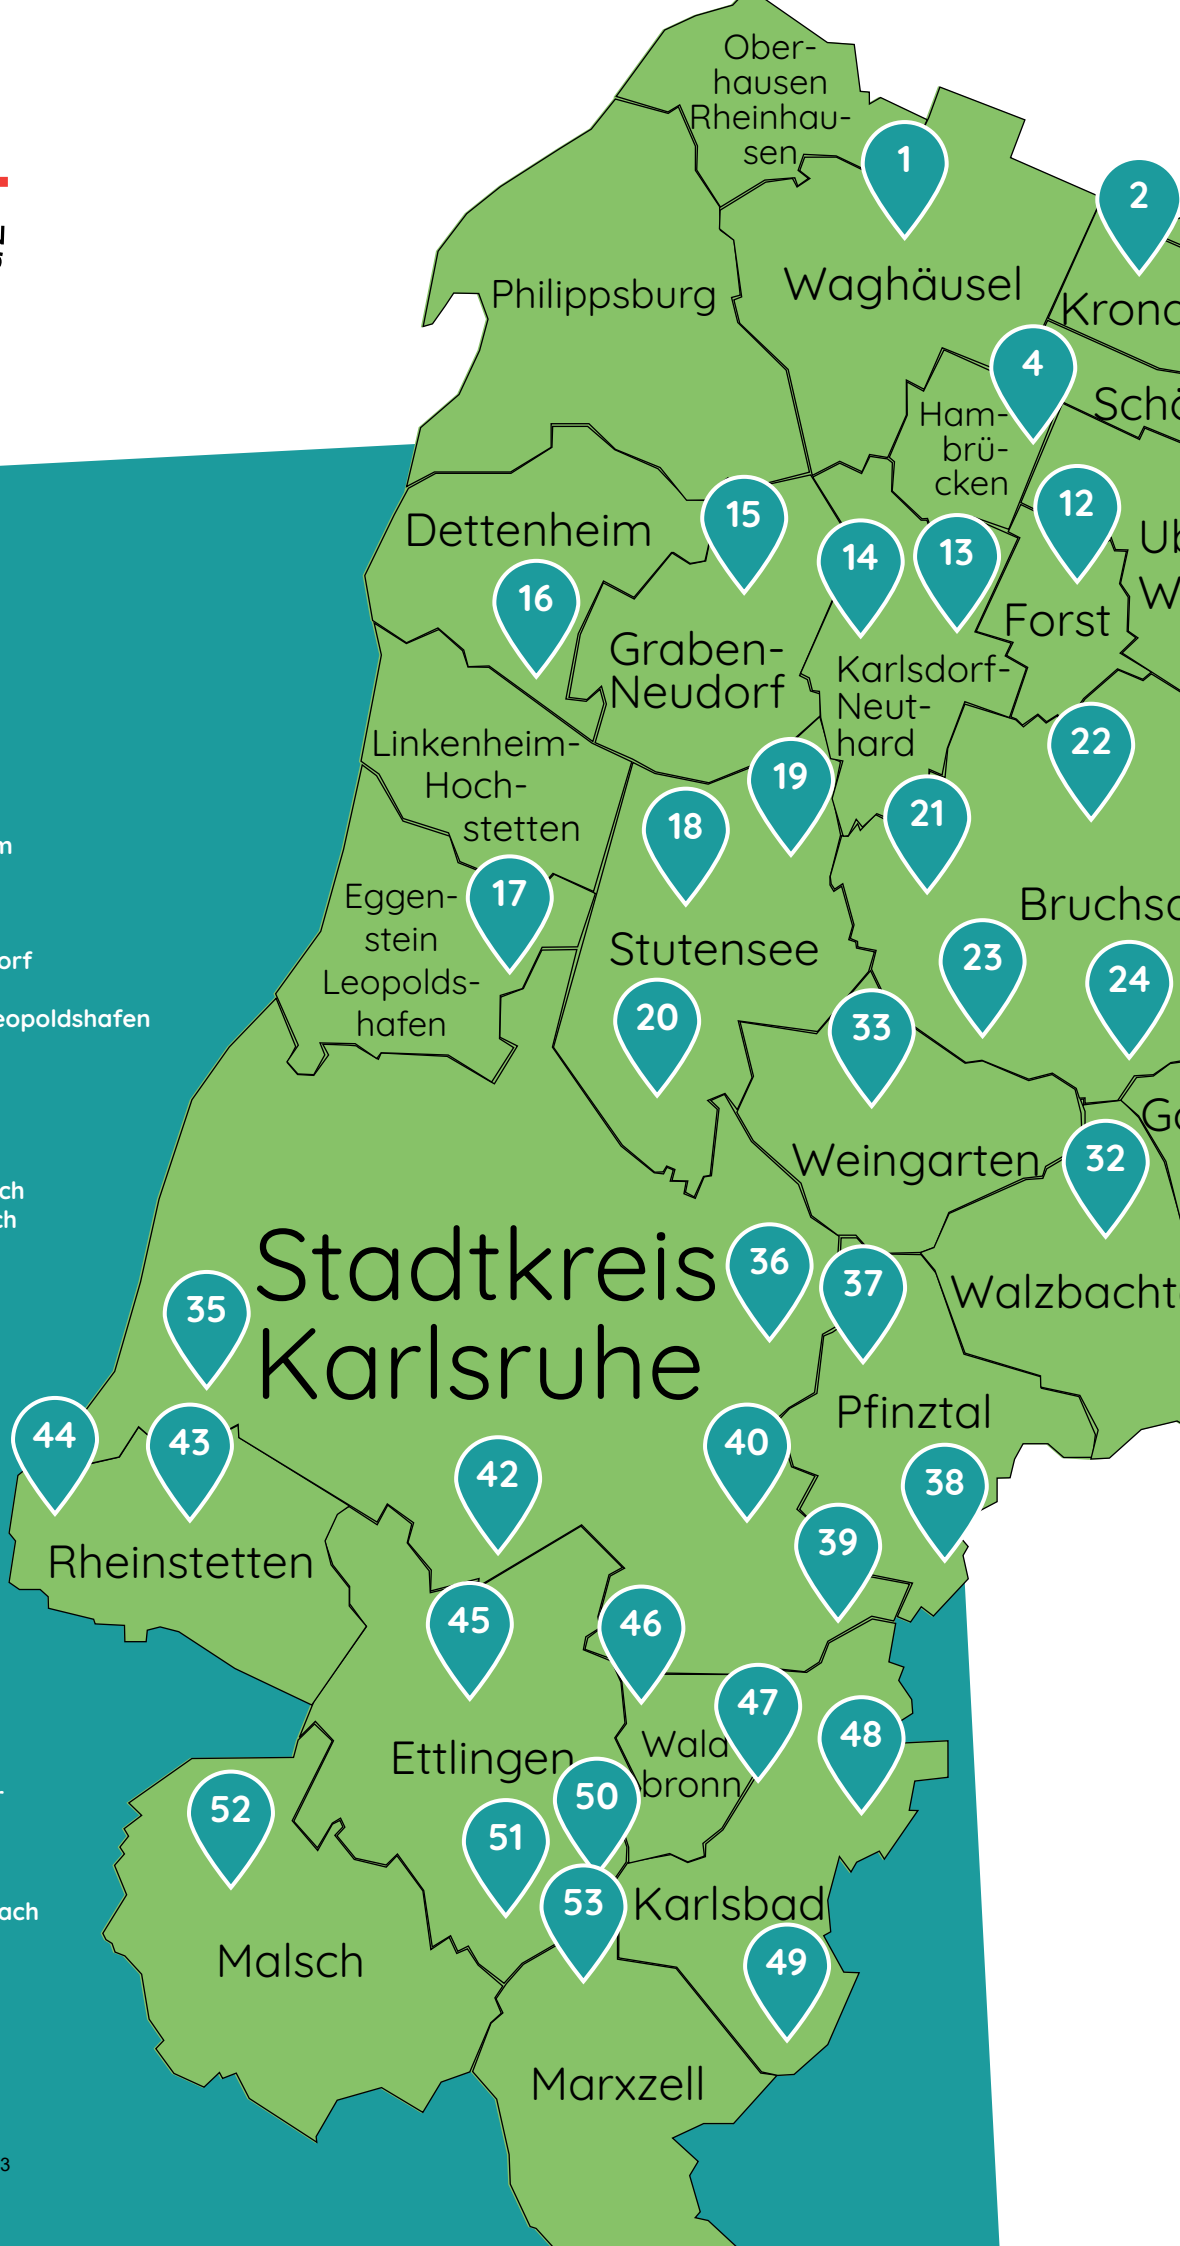 Ober-
hausen
Rheinhau-
sen
1
2
Philippsburg
Waghäusel
4
Ham-
brü-
cken
15
12
Dettenheim
14
13
16
Forst
Graben-
Neudorf
Karlsdorf-
Neut-
hard
Linkenheim-
Hoch-
stetten
22
19
18
21
17
Eggen-
stein
Leopolds-
hafen
Stutensee
23
24
20
33
eopoldshafen
Weingarten
32
Stadtkreis
Karlsruhe
36
37
35
Pfinztal
44
43
40
42
38
39
Rheinstetten
45
46
47
48
Ettlingen
Wald
bronn
50
52
51
53
Karlsbad
49
Malsch
Marxzell
3